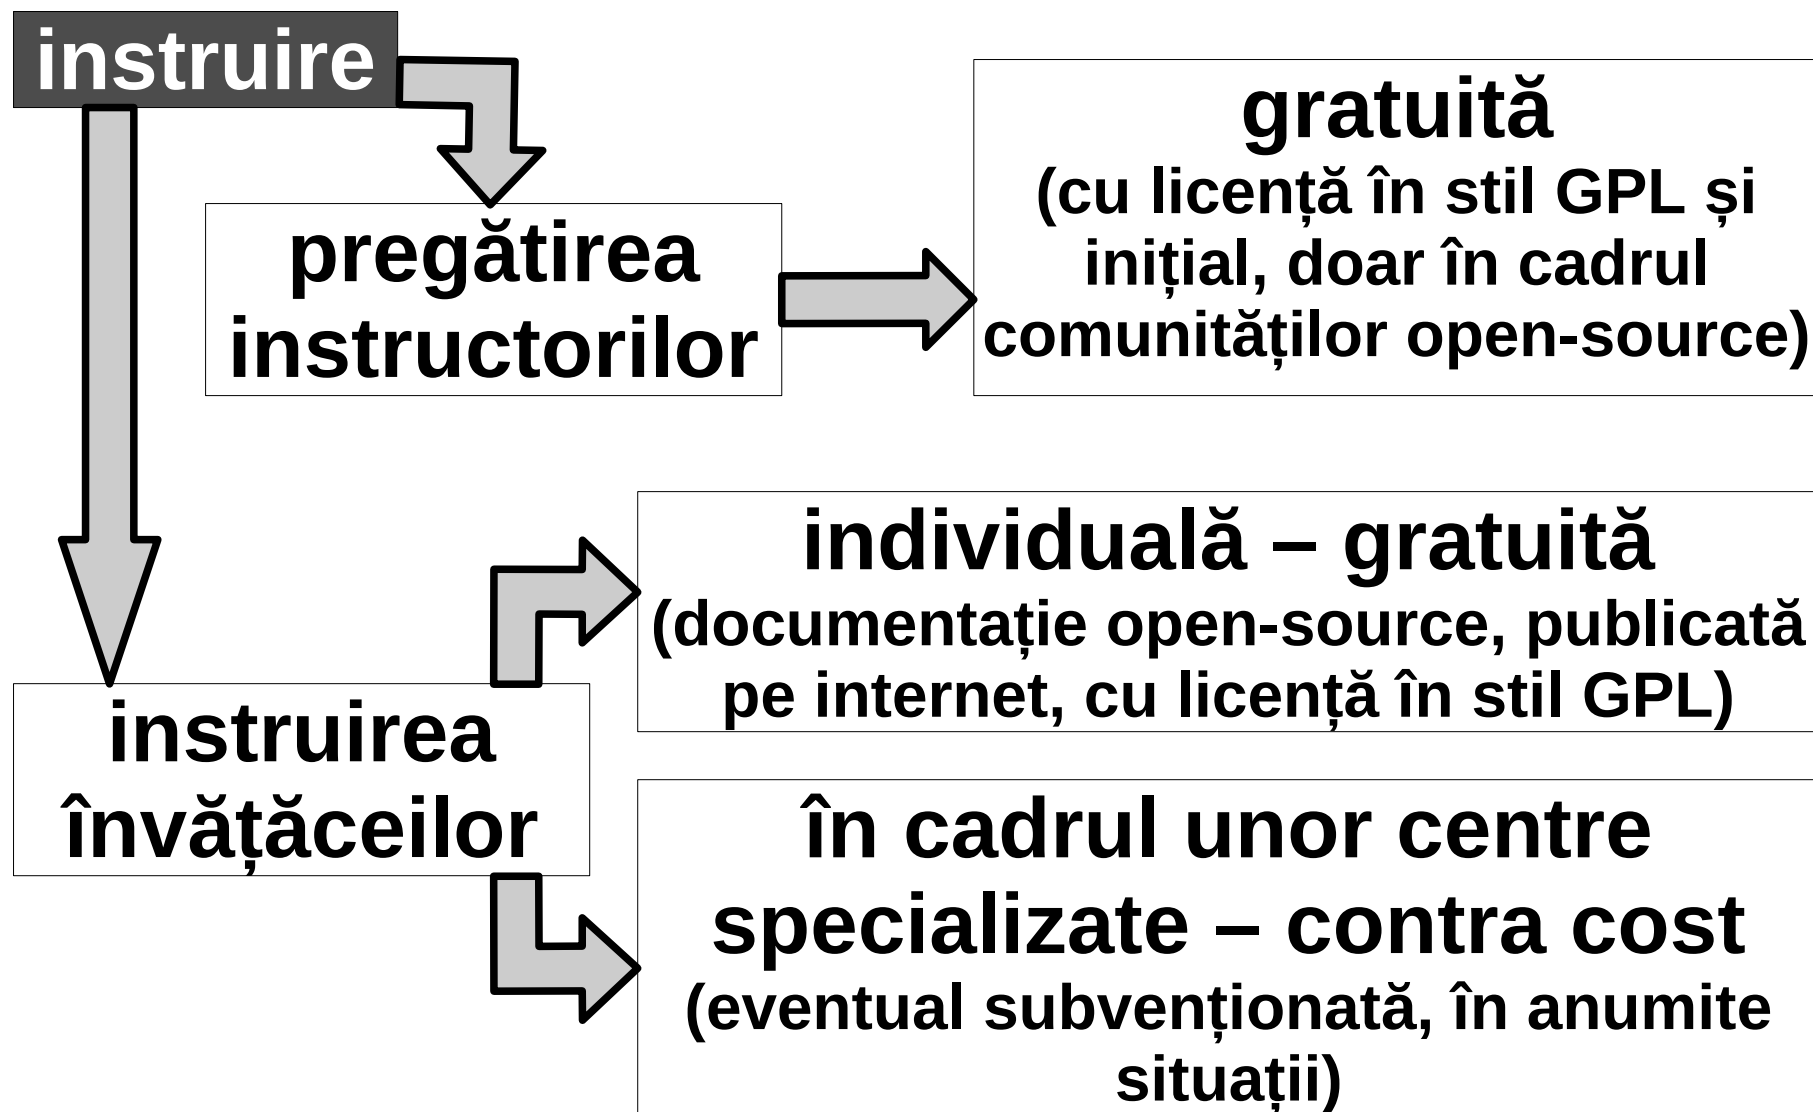 instruire
pregătirea
instructorilor
gratuită
(cu licență în stil GPL și
inițial, doar în cadrul
comunităților open-source)
instruirea
învățăceilor
individuală – gratuită
(documentație open-source, publicată
pe internet, cu licență în stil GPL)
în cadrul unor centre
specializate – contra cost
(eventual subvenționată, în anumite
situații)